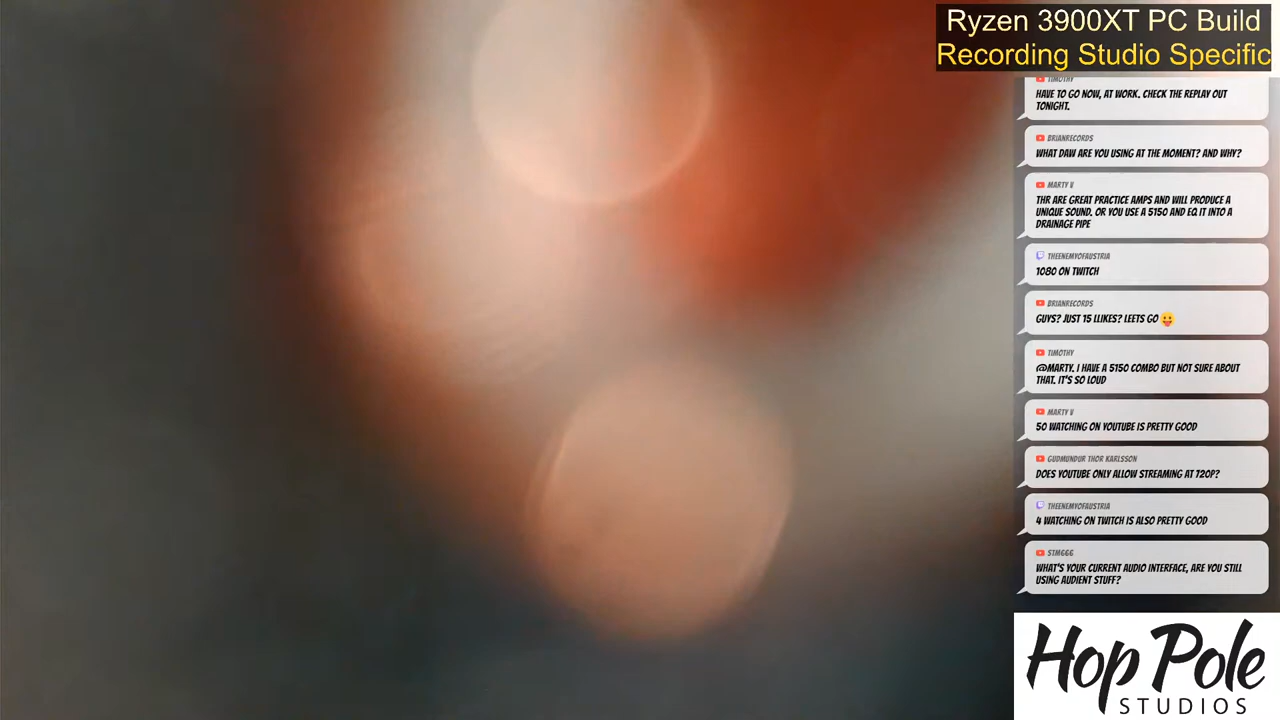 Ryzen 3900XT PC Build
Recording Studio Specific
TIMOTHY
HAVE TO GO NOW, AT WORK. CHECK THE REPLAY OUT
TONIGHT.
BRIANRECORDS
WHAT DAW ARE YOU USING AT THE MOMENT? AND WHY?
MARTY V
THR ARE GREAT PRACTICE AMPS AND WILL PRODUCE A
UNIQUE SOUND. OR YOU USE A 5150 AND EQ IT INTO A
DRAINAGE PIPE
THEENEMYOFAUSTRIA
1080 ON TWITCH
BRIANRECORDS
GUYS? JUST 15 LLIKES? LEETS GO 😛
TIMOTHY
@MARTY. I HAVE A 5150 COMBO BUT NOT SURE ABOUT
THAT. IT'S SO LOUD
MARTY V
50 WATCHING ON YOUTUBE IS PRETTY GOOD
GUDMUNDUR THOR KARLSSON
DOES YOUTUBE ONLY ALLOW STREAMING AT 720P?
THEENEMYOFAUSTRIA
4 WATCHING ON TWITCH IS ALSO PRETTY GOOD
STM666
WHAT'S YOUR CURRENT AUDIO INTERFACE, ARE YOU STILL
USING AUDIENT STUFF?
Hop Pole
STUDIOS